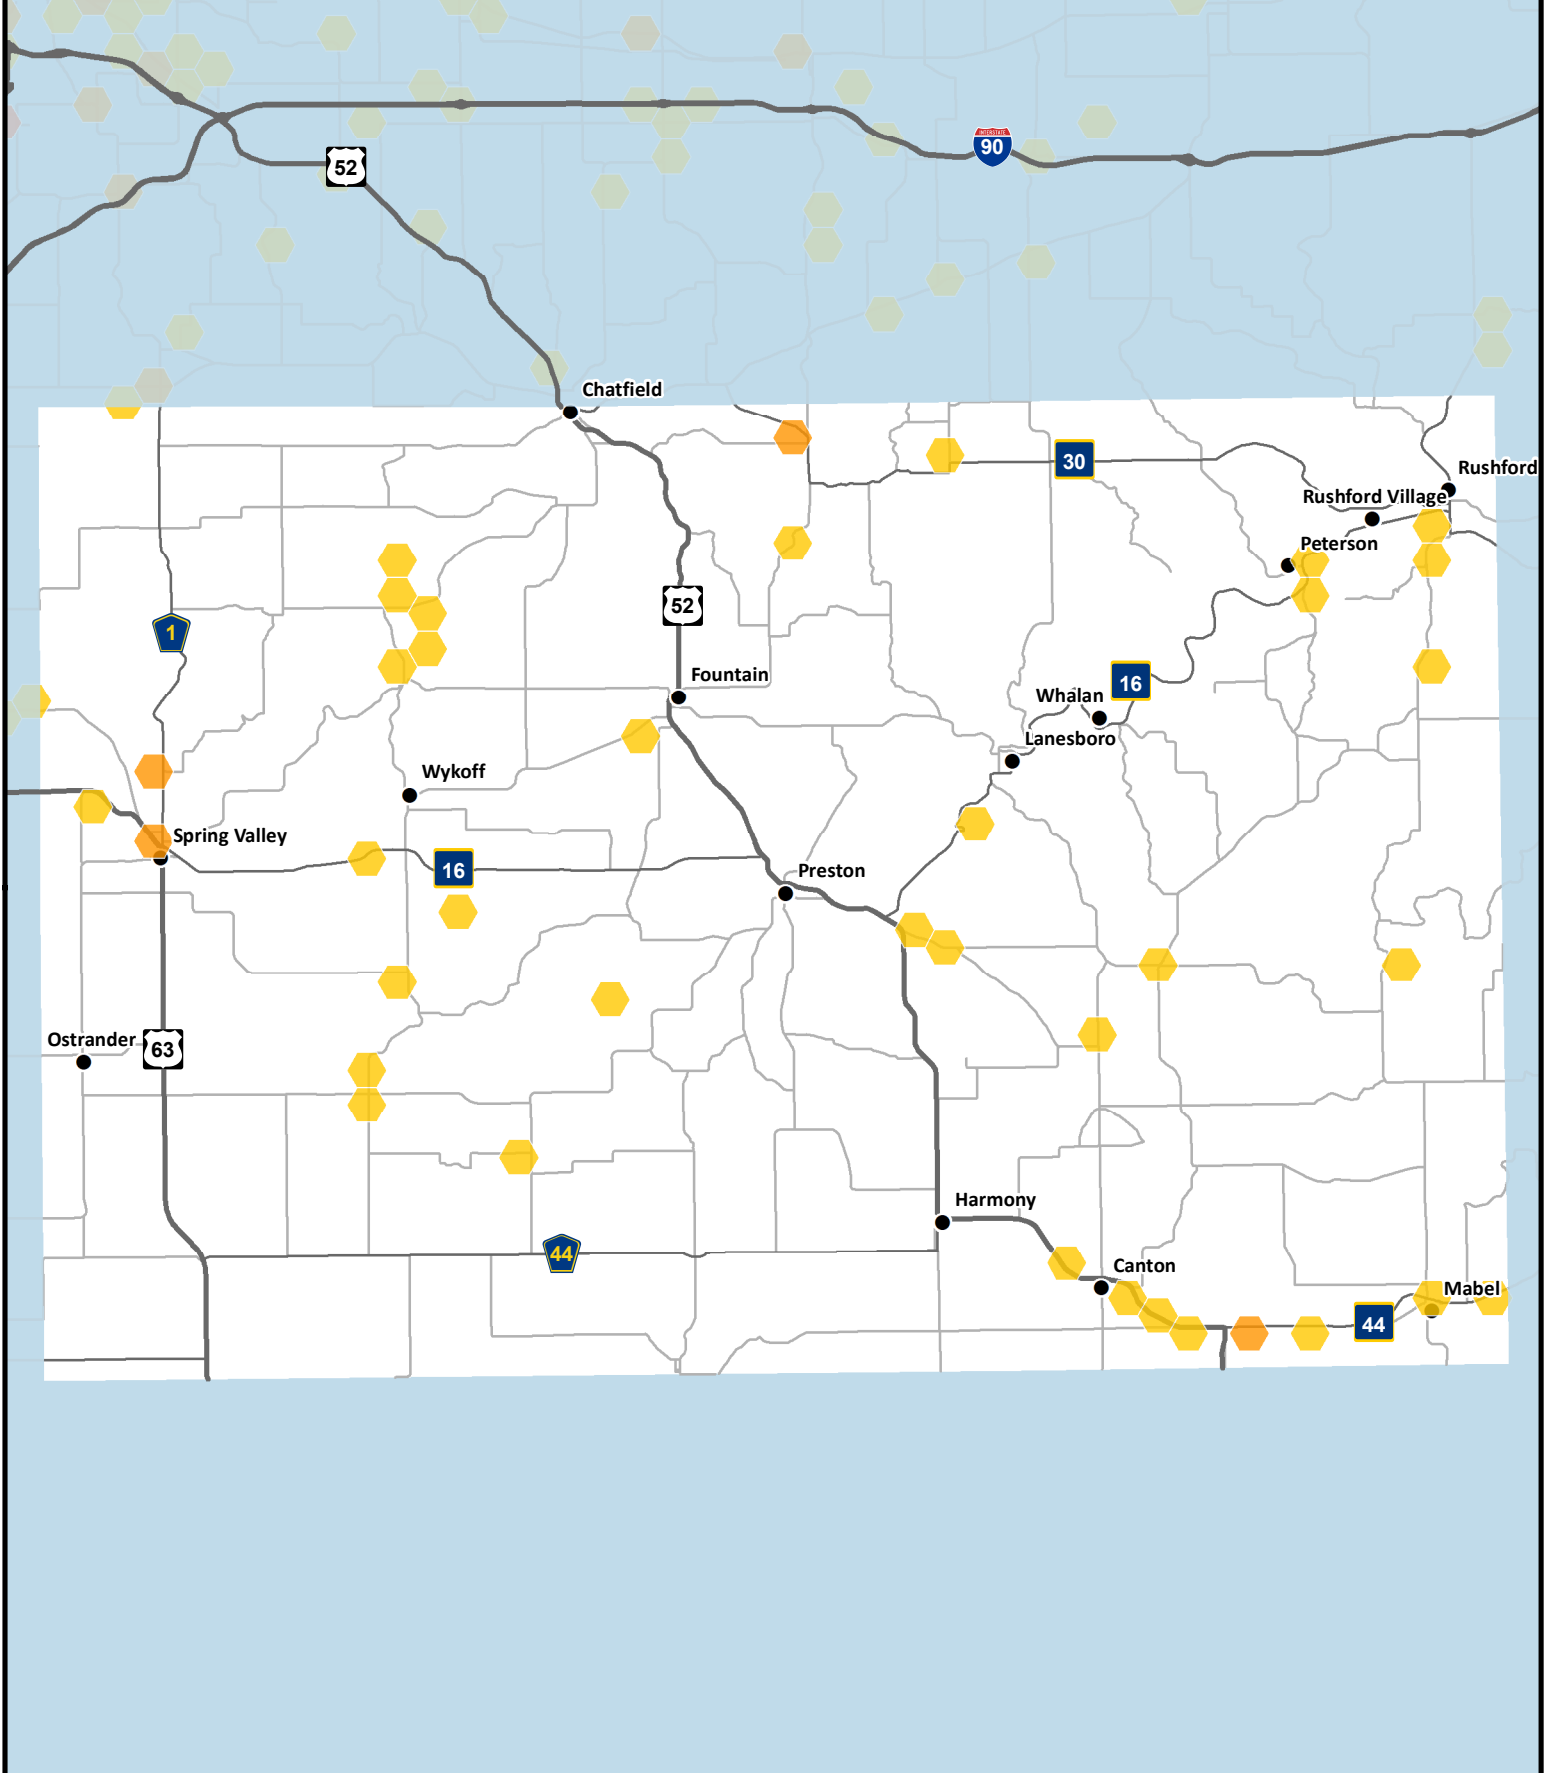 INTERSTATE
90
52
Chatfield
30
Rushford
Rushford Village
Peterson
52
1
Fountain
16
Whalan
Lanesboro
Wykoff
Spring Valley
16
Preston
Ostrander
63
Harmony
44
Canton
Mabel
44